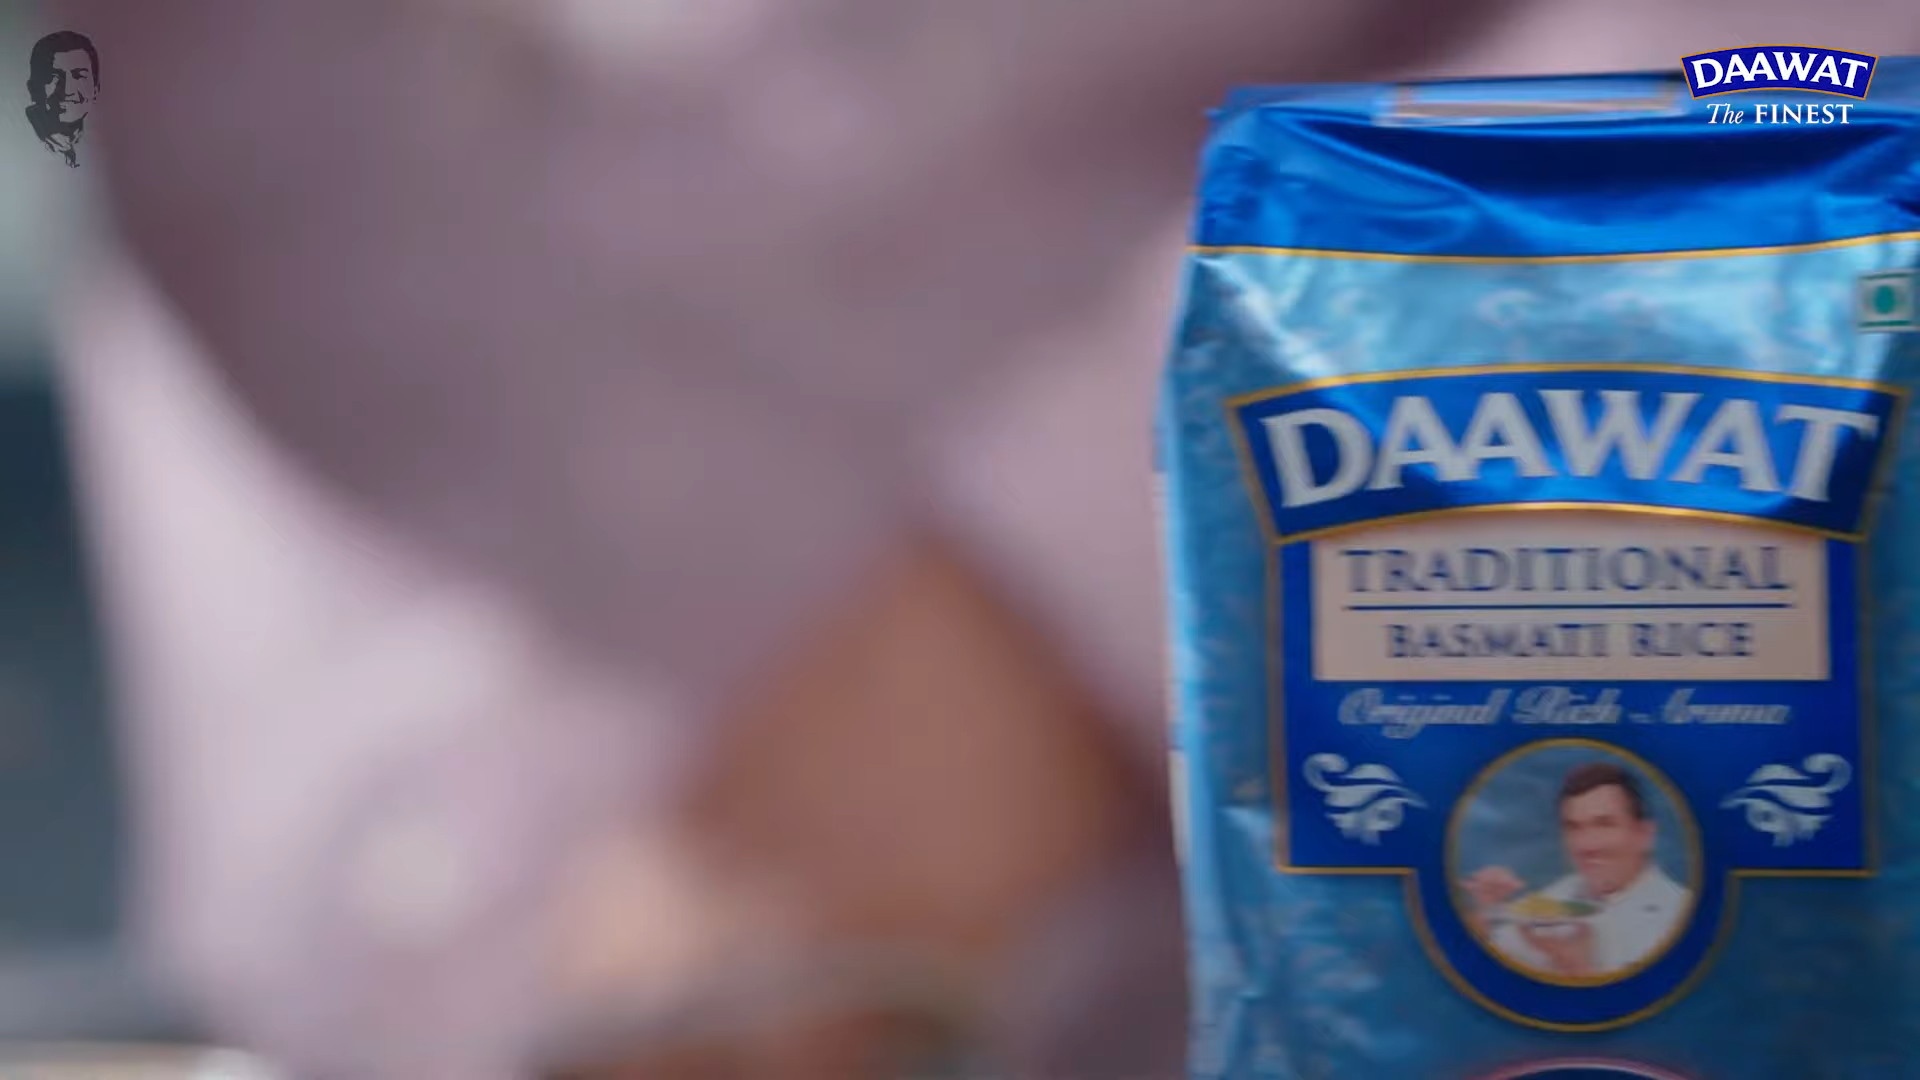 DAAWAT
The FINEST
DAAWAT
TRADITIONAL
BASMATI RICE
Original Rich Aroma